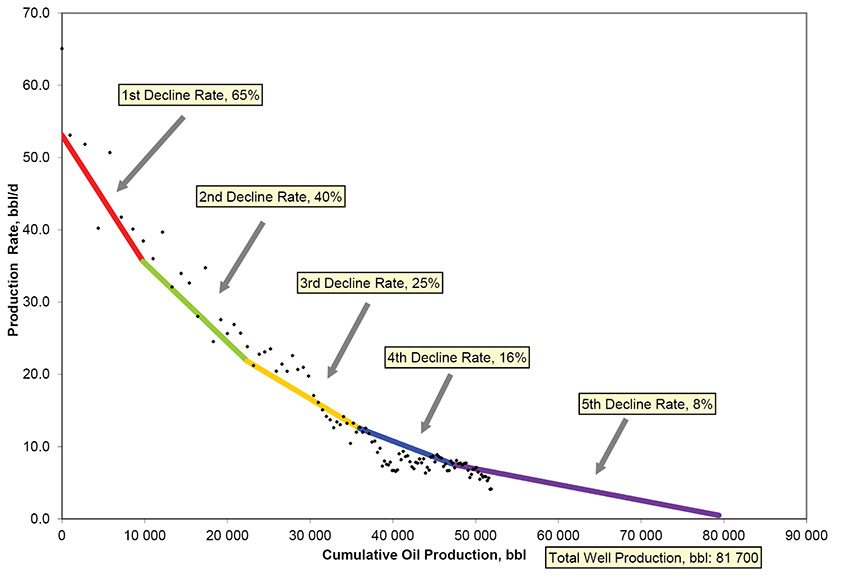 70.0
60.0
50.0
40.0
30.0
20.0
10.0
0.0
Production Rate, bbl/d
1st Decline Rate, 65%
2nd Decline Rate, 40%
3rd Decline Rate, 25%
4th Decline Rate, 16%
5th Decline Rate, 8%
0 10 000 20 000 30 000 40 000 50 000 60 000 70 000 80 000 90 000
Cumulative Oil Production, bbl
Total Well Production, bbl: 81 700